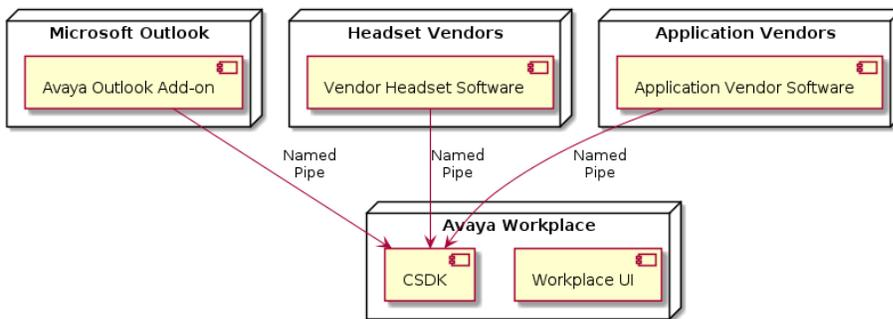 Microsoft Outlook
Avaya Outlook Add-on
Headset Vendors
Vendor Headset Software
Application Vendors
Application Vendor Software
Named
Pipe
Named
Pipe
Named
Pipe
Avaya Workplace
CSDK
Workplace UI